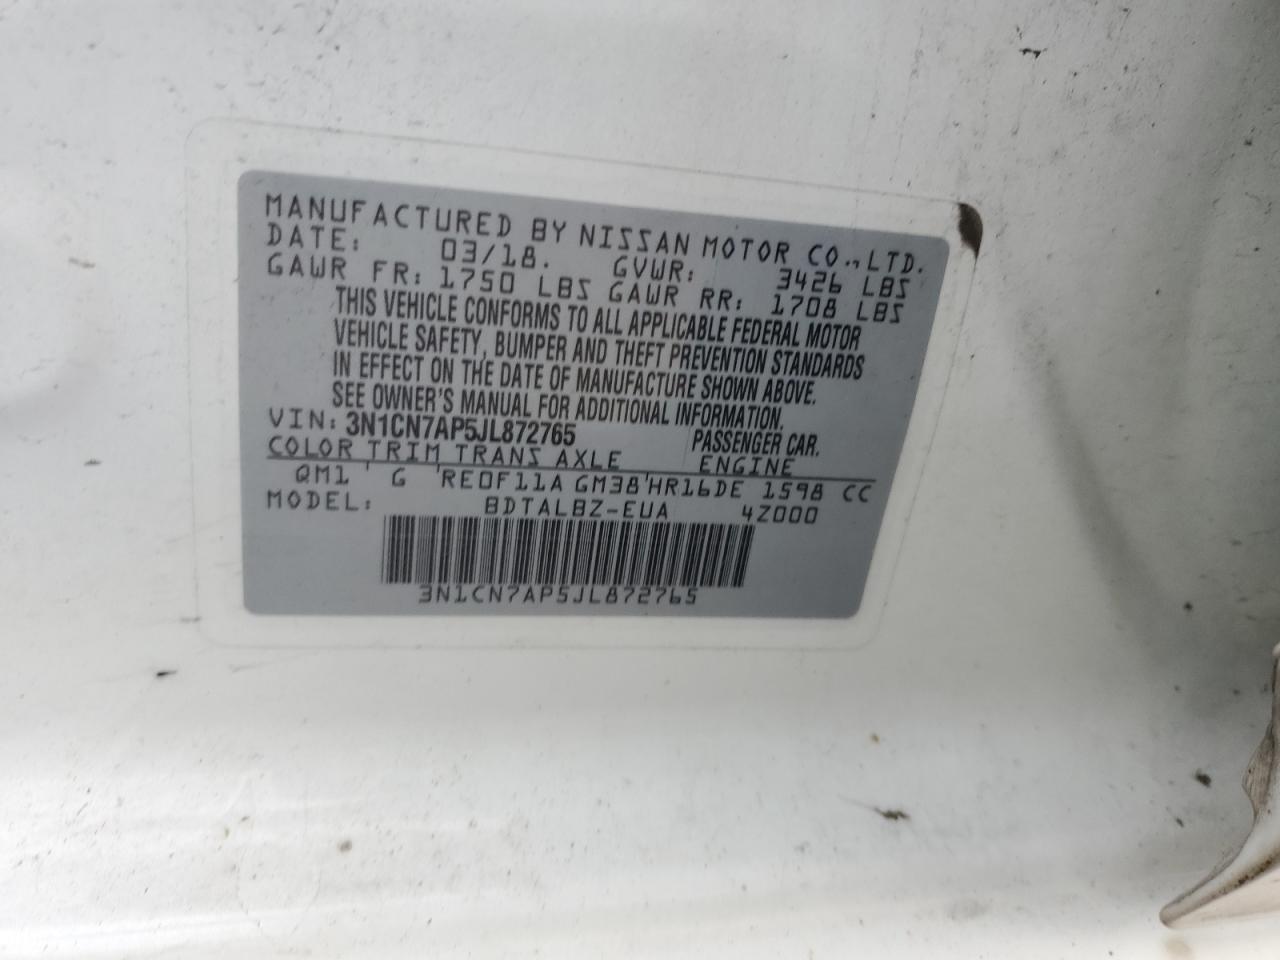 MANUFACTURED BY NISSAN MOTOR CO., LTD.
DATE: 03/18. GVWR: 3426 LBS
GAWR FR: 1750 LBS GAWR RR: 1708 LBS
THIS VEHICLE CONFORMS TO ALL APPLICABLE FEDERAL MOTOR
VEHICLE SAFETY, BUMPER AND THEFT PREVENTION STANDARDS
IN EFFECT ON THE DATE OF MANUFACTURE SHOWN ABOVE.
SEE OWNER'S MANUAL FOR ADDITIONAL INFORMATION.
VIN: 3N1CN7AP5JL872765 PASSENGER CAR.
COLOR TRIM TRANS AXLE ENGINE
QM1 ' G 'RE0F11A GM38'HR16DE 1598 CC
MODEL: BDTALBZ-EUA 4Z000
3N1CN7AP5JL872765